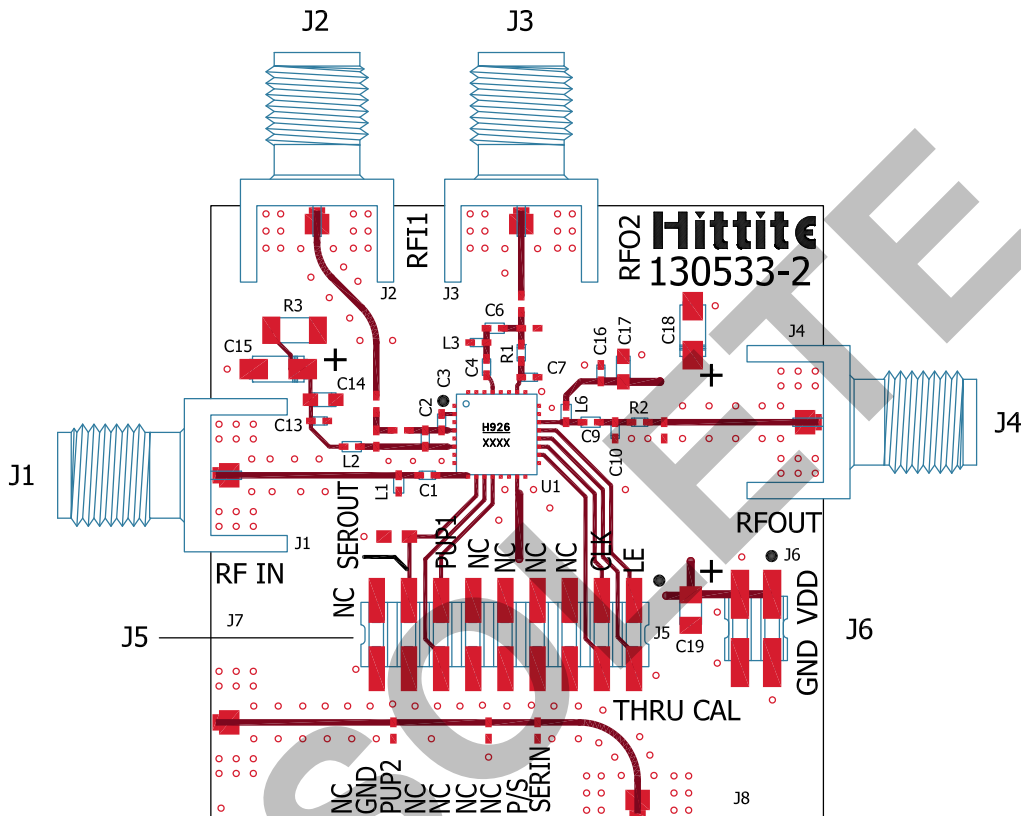 J2
J3
RFI1
RFO2
Hittite
130533-2
J2
J3
R3
C15
C14
C13
L2
C6
L3
C4
R1
C7
C3
C2
C16
C17
C18
J4
L6
C9
R2
C10
H926
XXXX
U1
J4
J1
L1
C1
J1
RF IN
RFOUT
NC
SEROUT
PUP1
NC
NC
NC
NC
CLK
LE
J6
GND VDD
J6
C19
J5
J7
J5
THRU CAL
NC
GND
PUP2
NC
NC
NC
NC
P/S
SERIN
J8
SOLETE